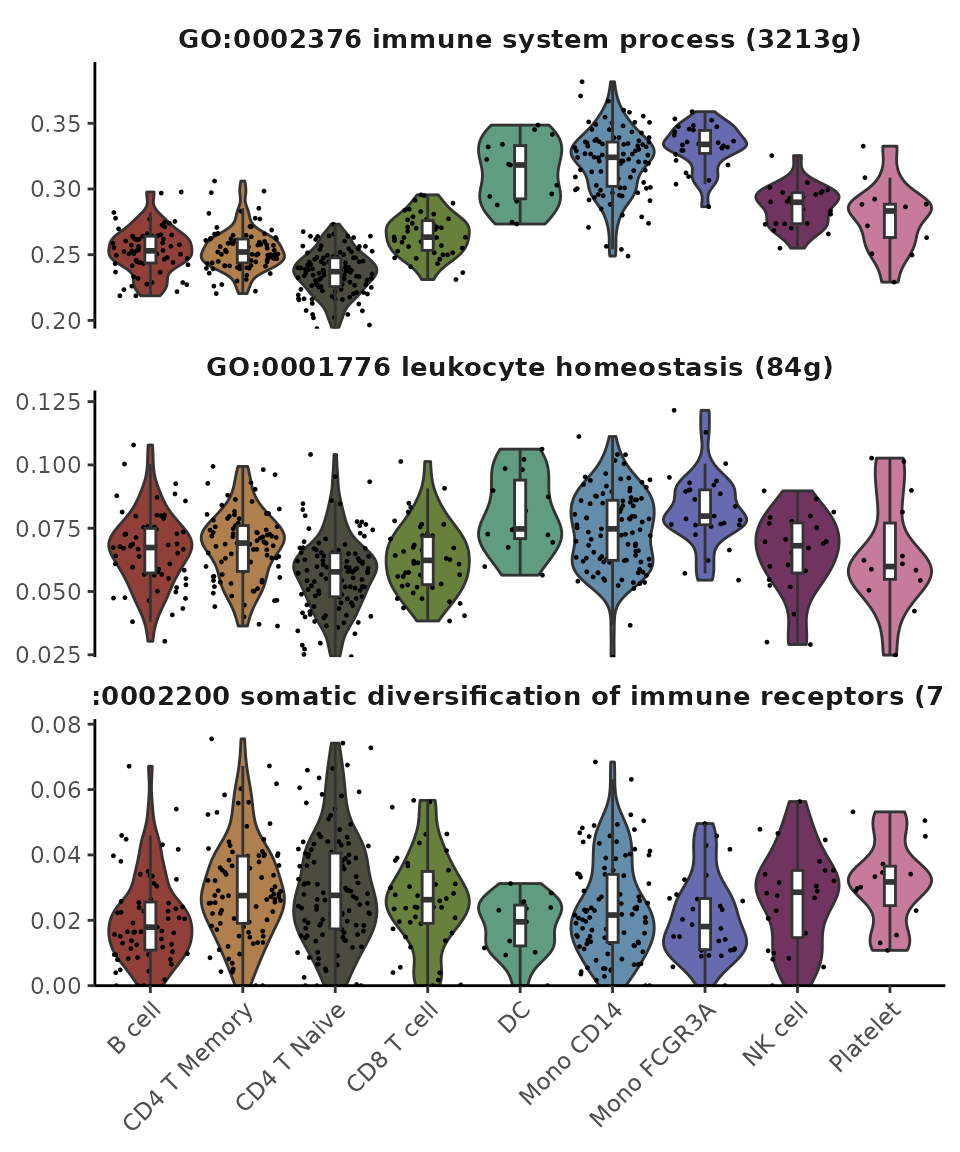 GO:0002376 immune system process (3213g)
0.35
0.30
0.25
0.20
GO:0001776 leukocyte homeostasis (84g)
0.125
0.100
0.075
0.050
0.025
:0002200 somatic diversification of immune receptors (7
0.08
0.06
0.04
0.02
0.00
B cell
CD4 T Memory
CD4 T Naive
CD8 T cell
DC
Mono CD14
Mono FCGR3A
NK cell
Platelet